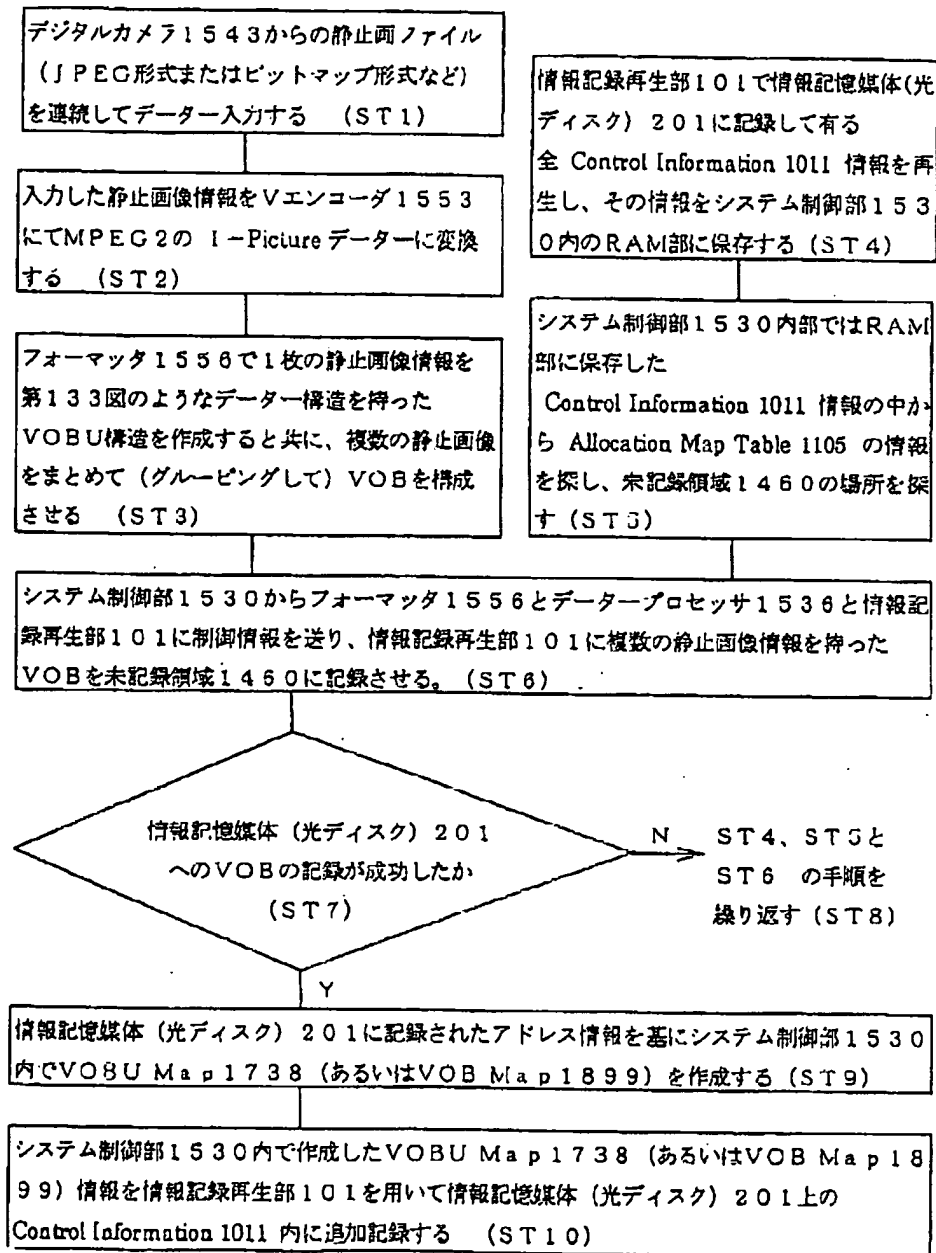 デジタルカメラ1543からの静止画ファイル
(JPEG形式またはビットマップ形式など)
を連続してデーター入力する (ST1)
入力した静止画像情報をVエンコーダ1553
にてMPEG2の I-Pictureデーターに変換
する (ST2)
フォーマッタ1556で1枚の静止画像情報を
第133図のようなデーター構造を持った
VOBU構造を作成すると共に、複数の静止画像
をまとめて(グルーピングして)VOBを構成
させる (ST3)
情報記録再生部101で情報記憶媒体(光
ディスク)201に記録して有る
全 Control Information 1011 情報を再
生し、その情報をシステム制御部153
0内のRAM部に保存する(ST4)
システム制御部1530内部ではRAM
部に保存した
Control Information 1011 情報の中か
ら Allocation Map Table 1105 の情報
を探し、未記録領域1460の場所を探
す(ST5)
システム制御部1530からフォーマッタ1556とデータープロセッサ1536と情報記
録再生部101に制御情報を送り、情報記録再生部101に複数の静止画像情報を持った
VOBを未記録領域1460に記録させる。(ST6)
情報記憶媒体(光ディスク)201
へのVOBの記録が成功したか
(ST7)
N
ST4、ST5と
ST6 の手順を
繰り返す(ST8)
Y
情報記憶媒体(光ディスク)201に記録されたアドレス情報を基にシステム制御部1530
内でVOBU Map1738(あるいはVOB Map1899)を作成する(ST9)
システム制御部1530内で作成したVOBU Map1738(あるいはVOB Map18
99)情報を情報記録再生部101を用いて情報記憶媒体(光ディスク)201上の
Control Information 1011 内に追加記録する (ST10)